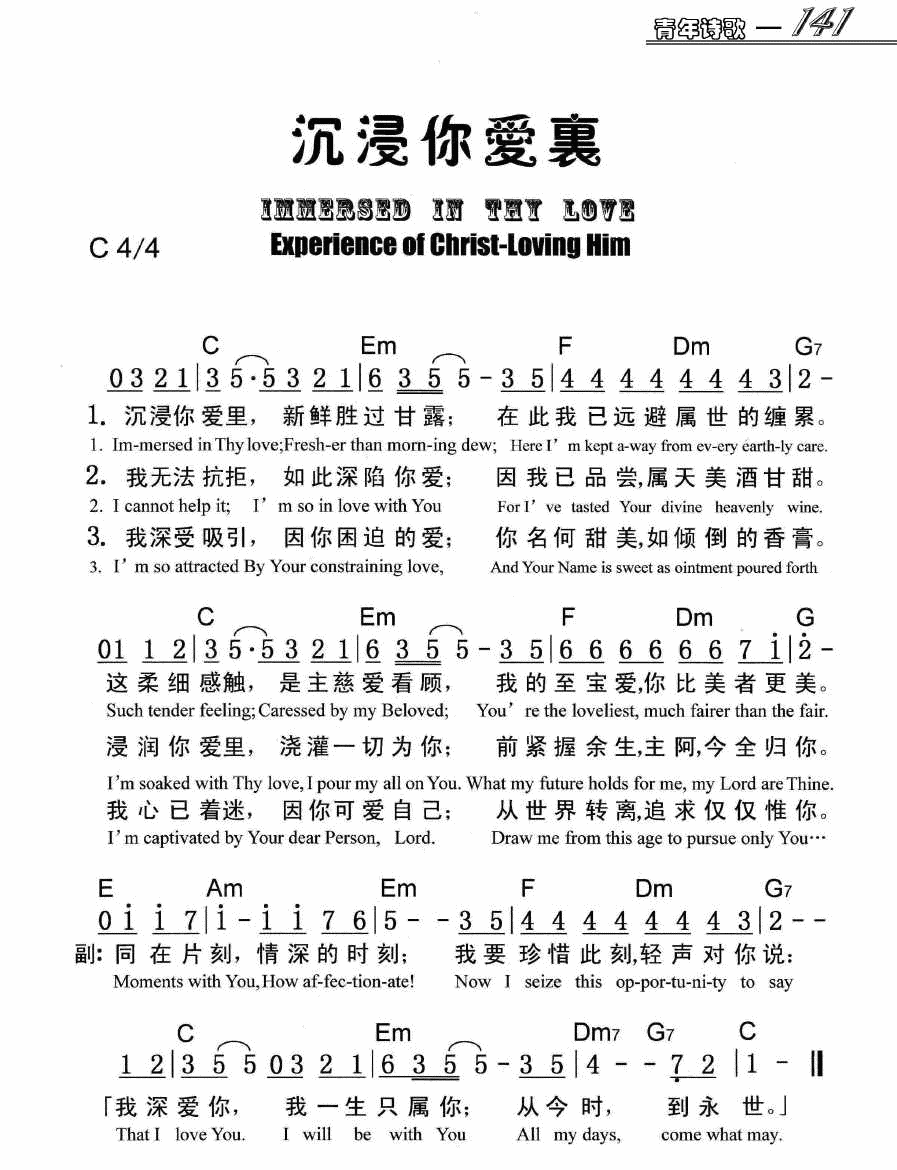 青年诗歌 — 141
沉浸你愛裏
IMMERSED IN THY LOVE
C 4/4 Experience of Christ-Loving Him
C Em F Dm G7
0 3 2 1|3 5·5 3 2 1|6 3 5 5 - 3 5|4 4 4 4 4 4 4 3|2 -
1. 沉浸你爱里, 新鲜胜过甘露; 在此我已远避属世的缠累。
1. Im-mersed in Thy love;Fresh-er than morn-ing dew; Here I'm kept a-way from ev-ery earth-ly care.
2. 我无法抗拒, 如此深陷你爱; 因我已品尝,属天美酒甘甜。
2. I cannot help it; I'm so in love with You For I've tasted Your divine heavenly wine.
3. 我深受吸引, 因你困迫的爱; 你名何甜美,如倾倒的香膏。
3. I'm so attracted By Your constraining love, And Your Name is sweet as ointment poured forth
C Em F Dm G
0 1 1 2|3 5·5 3 2 1|6 3 5 5 - 3 5|6 6 6 6 6 6 7 i|2̇ -
这柔细感触, 是主慈爱看顾, 我的至宝爱,你比美者更美。
Such tender feeling; Caressed by my Beloved; You're the loveliest, much fairer than the fair.
浸润你爱里, 浇灌一切为你; 前紧握余生,主阿,今全归你。
I'm soaked with Thy love, I pour my all on You. What my future holds for me, my Lord are Thine.
我心已着迷, 因你可爱自己; 从世界转离,追求仅仅惟你。
I'm captivated by Your dear Person, Lord. Draw me from this age to pursue only You…
E Am Em F Dm G7
0 i i 7|i - i i 7 6|5 - - 3 5|4 4 4 4 4 4 4 3|2 - -
副: 同在片刻, 情深的时刻; 我要珍惜此刻,轻声对你说:
Moments with You, How af-fec-tion-ate! Now I seize this op-por-tu-ni-ty to say
C Em Dm7 G7 C
1 2|3 5 5 0 3 2 1|6 3 5 5 - 3 5|4 - - 7̣ 2|1 - ‖
「我深爱你, 我一生只属你; 从今时, 到永世。」
That I love You. I will be with You All my days, come what may.